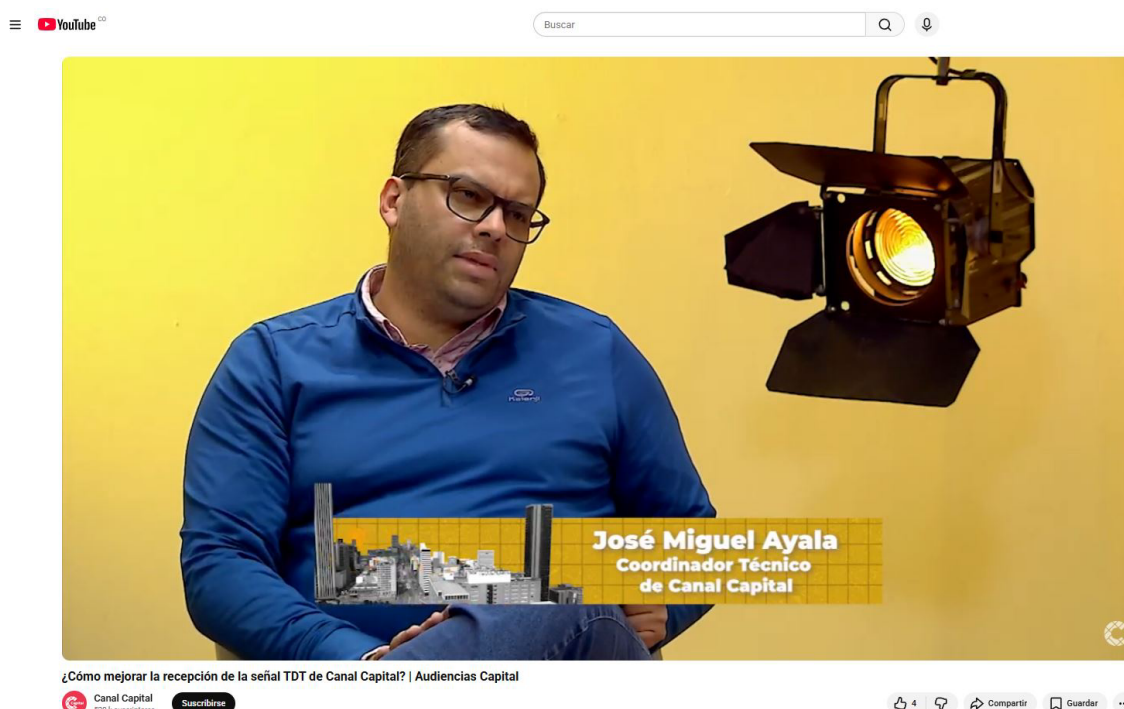 YouTube CO
Buscar
Kalenji
José Miguel Ayala
Coordinador Técnico
de Canal Capital
¿Cómo mejorar la recepción de la señal TDT de Canal Capital? | Audiencias Capital
Canal Capital
Suscribirse
4
Compartir
Guardar